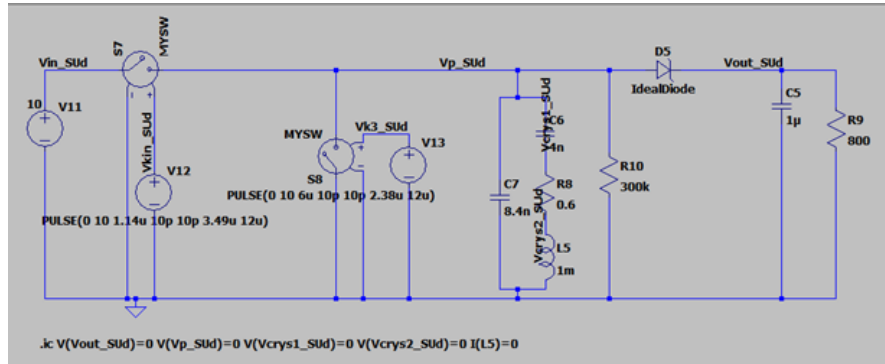 S7
MYSW
Vin_SUd
10
V11
Vkin_SUd
V12
PULSE(0 10 1.14u 10p 10p 3.49u 12u)
MYSW
Vk3_SUd
V13
S8
PULSE(0 10 6u 10p 10p 2.38u 12u)
Vp_SUd
Vcrys1_SUd
C6
4n
C7
8.4n
R8
0.6
Vcrys2_SUd
L5
1m
R10
300k
D5
IdealDiode
Vout_SUd
C5
1µ
R9
800
.ic V(Vout_SUd)=0 V(Vp_SUd)=0 V(Vcrys1_SUd)=0 V(Vcrys2_SUd)=0 I(L5)=0